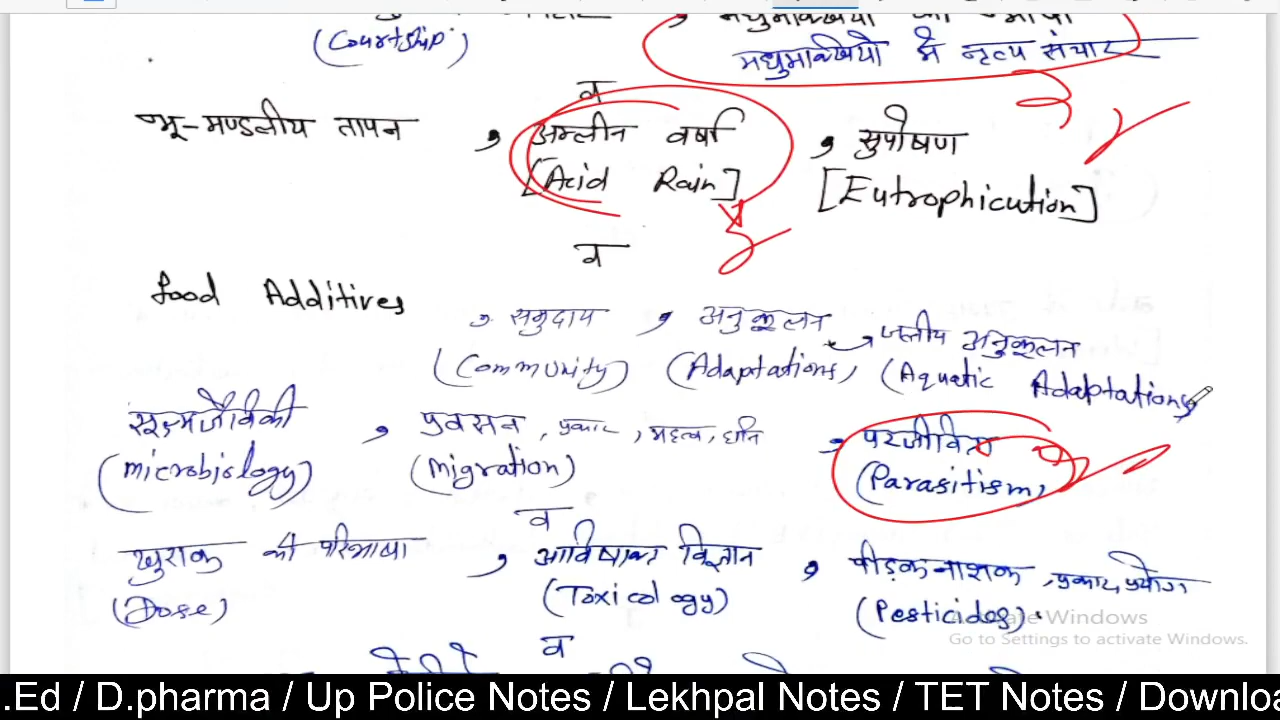 (Courtship)
मधुमक्खियों में नृत्य संचार
व
भू-मण्डलीय तापन , अम्लीन वर्षा , सुपोषण
[Acid Rain] [Eutrophicution]
व
food Additives
, समुदाय , अनुकूलन , जलीय अनुकूलन
(Community) (Adaptations) (Aquatic Adaptations)
सूक्ष्मजैविकी , प्रवसन , प्रकार , महत्व , हानि , परजीविता
(microbiology) (migration) (Parasitism)
व
खुराक की परिभाषा , आविषाक्त विज्ञान , पीड़कनाशक , प्रकार, प्रयोग
(Dose) (Toxicology) (Pesticides)
व
Activate Windows
Go to Settings to activate Windows.
.Ed / D.pharma / Up Police Notes / Lekhpal Notes / TET Notes / Downloa